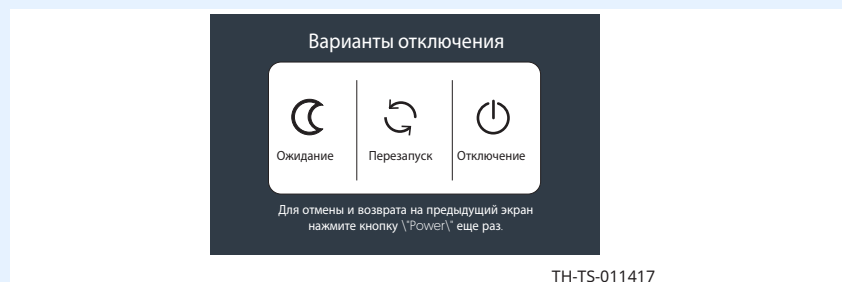 Варианты отключения
Ожидание Перезапуск Отключение
Для отмены и возврата на предыдущий экран
нажмите кнопку \"Power\" еще раз.
TH-TS-011417